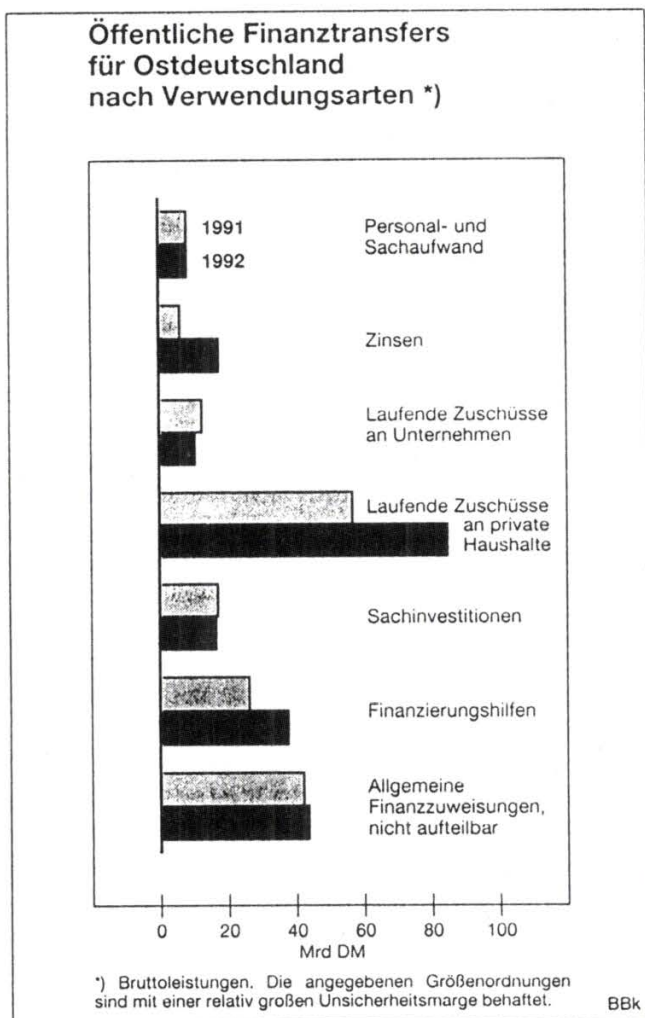 Öffentliche Finanztransfers
für Ostdeutschland
nach Verwendungsarten *)
1991
1992
Personal- und
Sachaufwand
Zinsen
Laufende Zuschüsse
an Unternehmen
Laufende Zuschüsse
an private
Haushalte
Sachinvestitionen
Finanzierungshilfen
Allgemeine
Finanzzuweisungen,
nicht aufteilbar
0 20 40 60 80 100
Mrd DM
*) Bruttoleistungen. Die angegebenen Größenordnungen
sind mit einer relativ großen Unsicherheitsmarge behaftet.
BBk